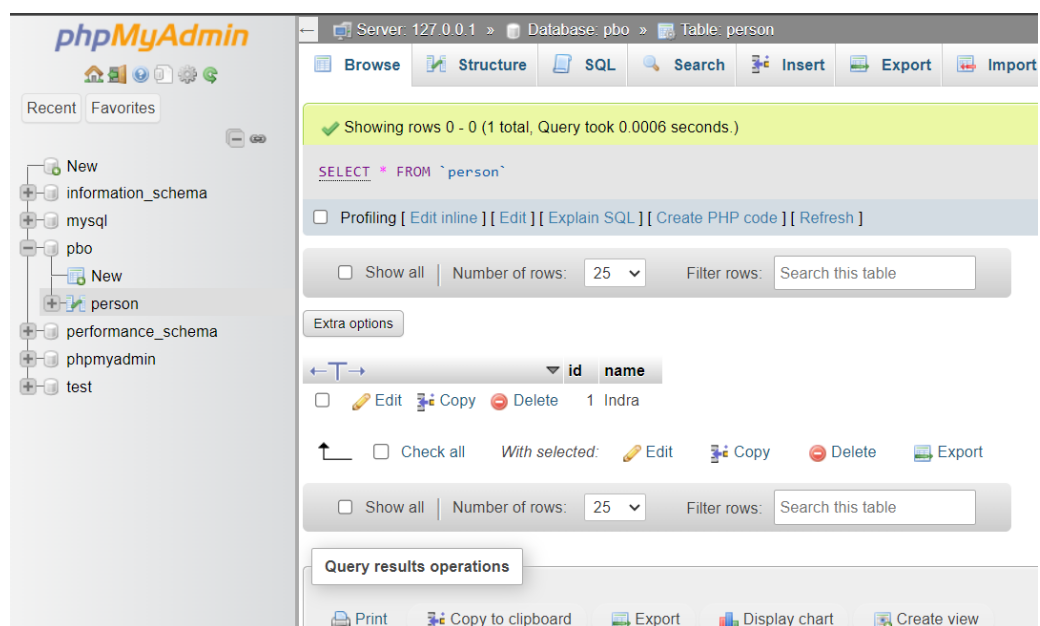 phpMyAdmin
Recent Favorites
New
information_schema
mysql
pbo
New
person
performance_schema
phpmyadmin
test
Server: 127.0.0.1 » Database: pbo » Table: person
Browse Structure SQL Search Insert Export Import
Showing rows 0 - 0 (1 total, Query took 0.0006 seconds.)
SELECT * FROM `person`
Profiling [ Edit inline ] [ Edit ] [ Explain SQL ] [ Create PHP code ] [ Refresh ]
Show all | Number of rows: 25 Filter rows: Search this table
Extra options
←T→ id name
Edit Copy Delete 1 Indra
Check all With selected: Edit Copy Delete Export
Show all | Number of rows: 25 Filter rows: Search this table
Query results operations
Print Copy to clipboard Export Display chart Create view